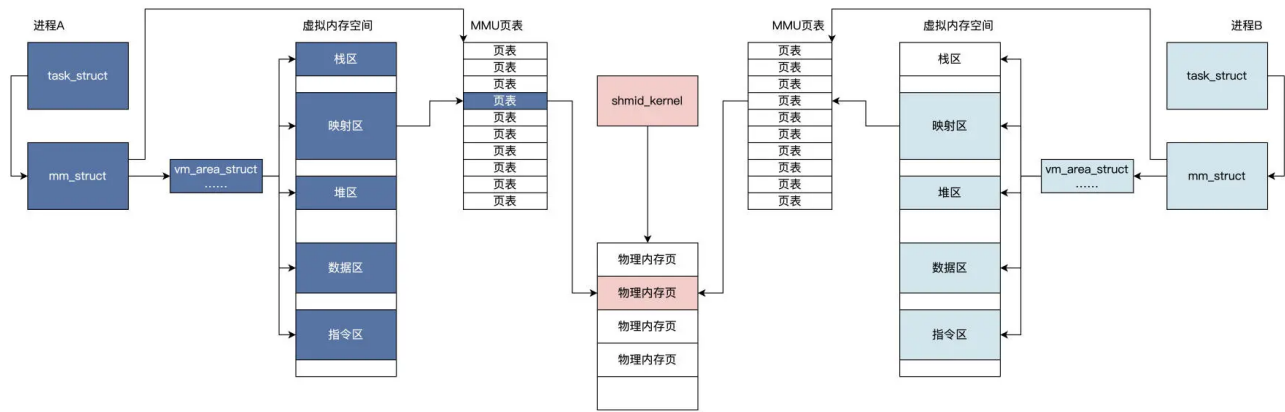 进程A
task_struct
mm_struct
vm_area_struct
……
虚拟内存空间
栈区
映射区
堆区
数据区
指令区
MMU页表
页表
页表
页表
页表
页表
页表
页表
页表
页表
页表
shmid_kernel
物理内存页
物理内存页
物理内存页
物理内存页
MMU页表
页表
页表
页表
页表
页表
页表
页表
页表
页表
页表
虚拟内存空间
栈区
映射区
堆区
数据区
指令区
vm_area_struct
……
进程B
task_struct
mm_struct